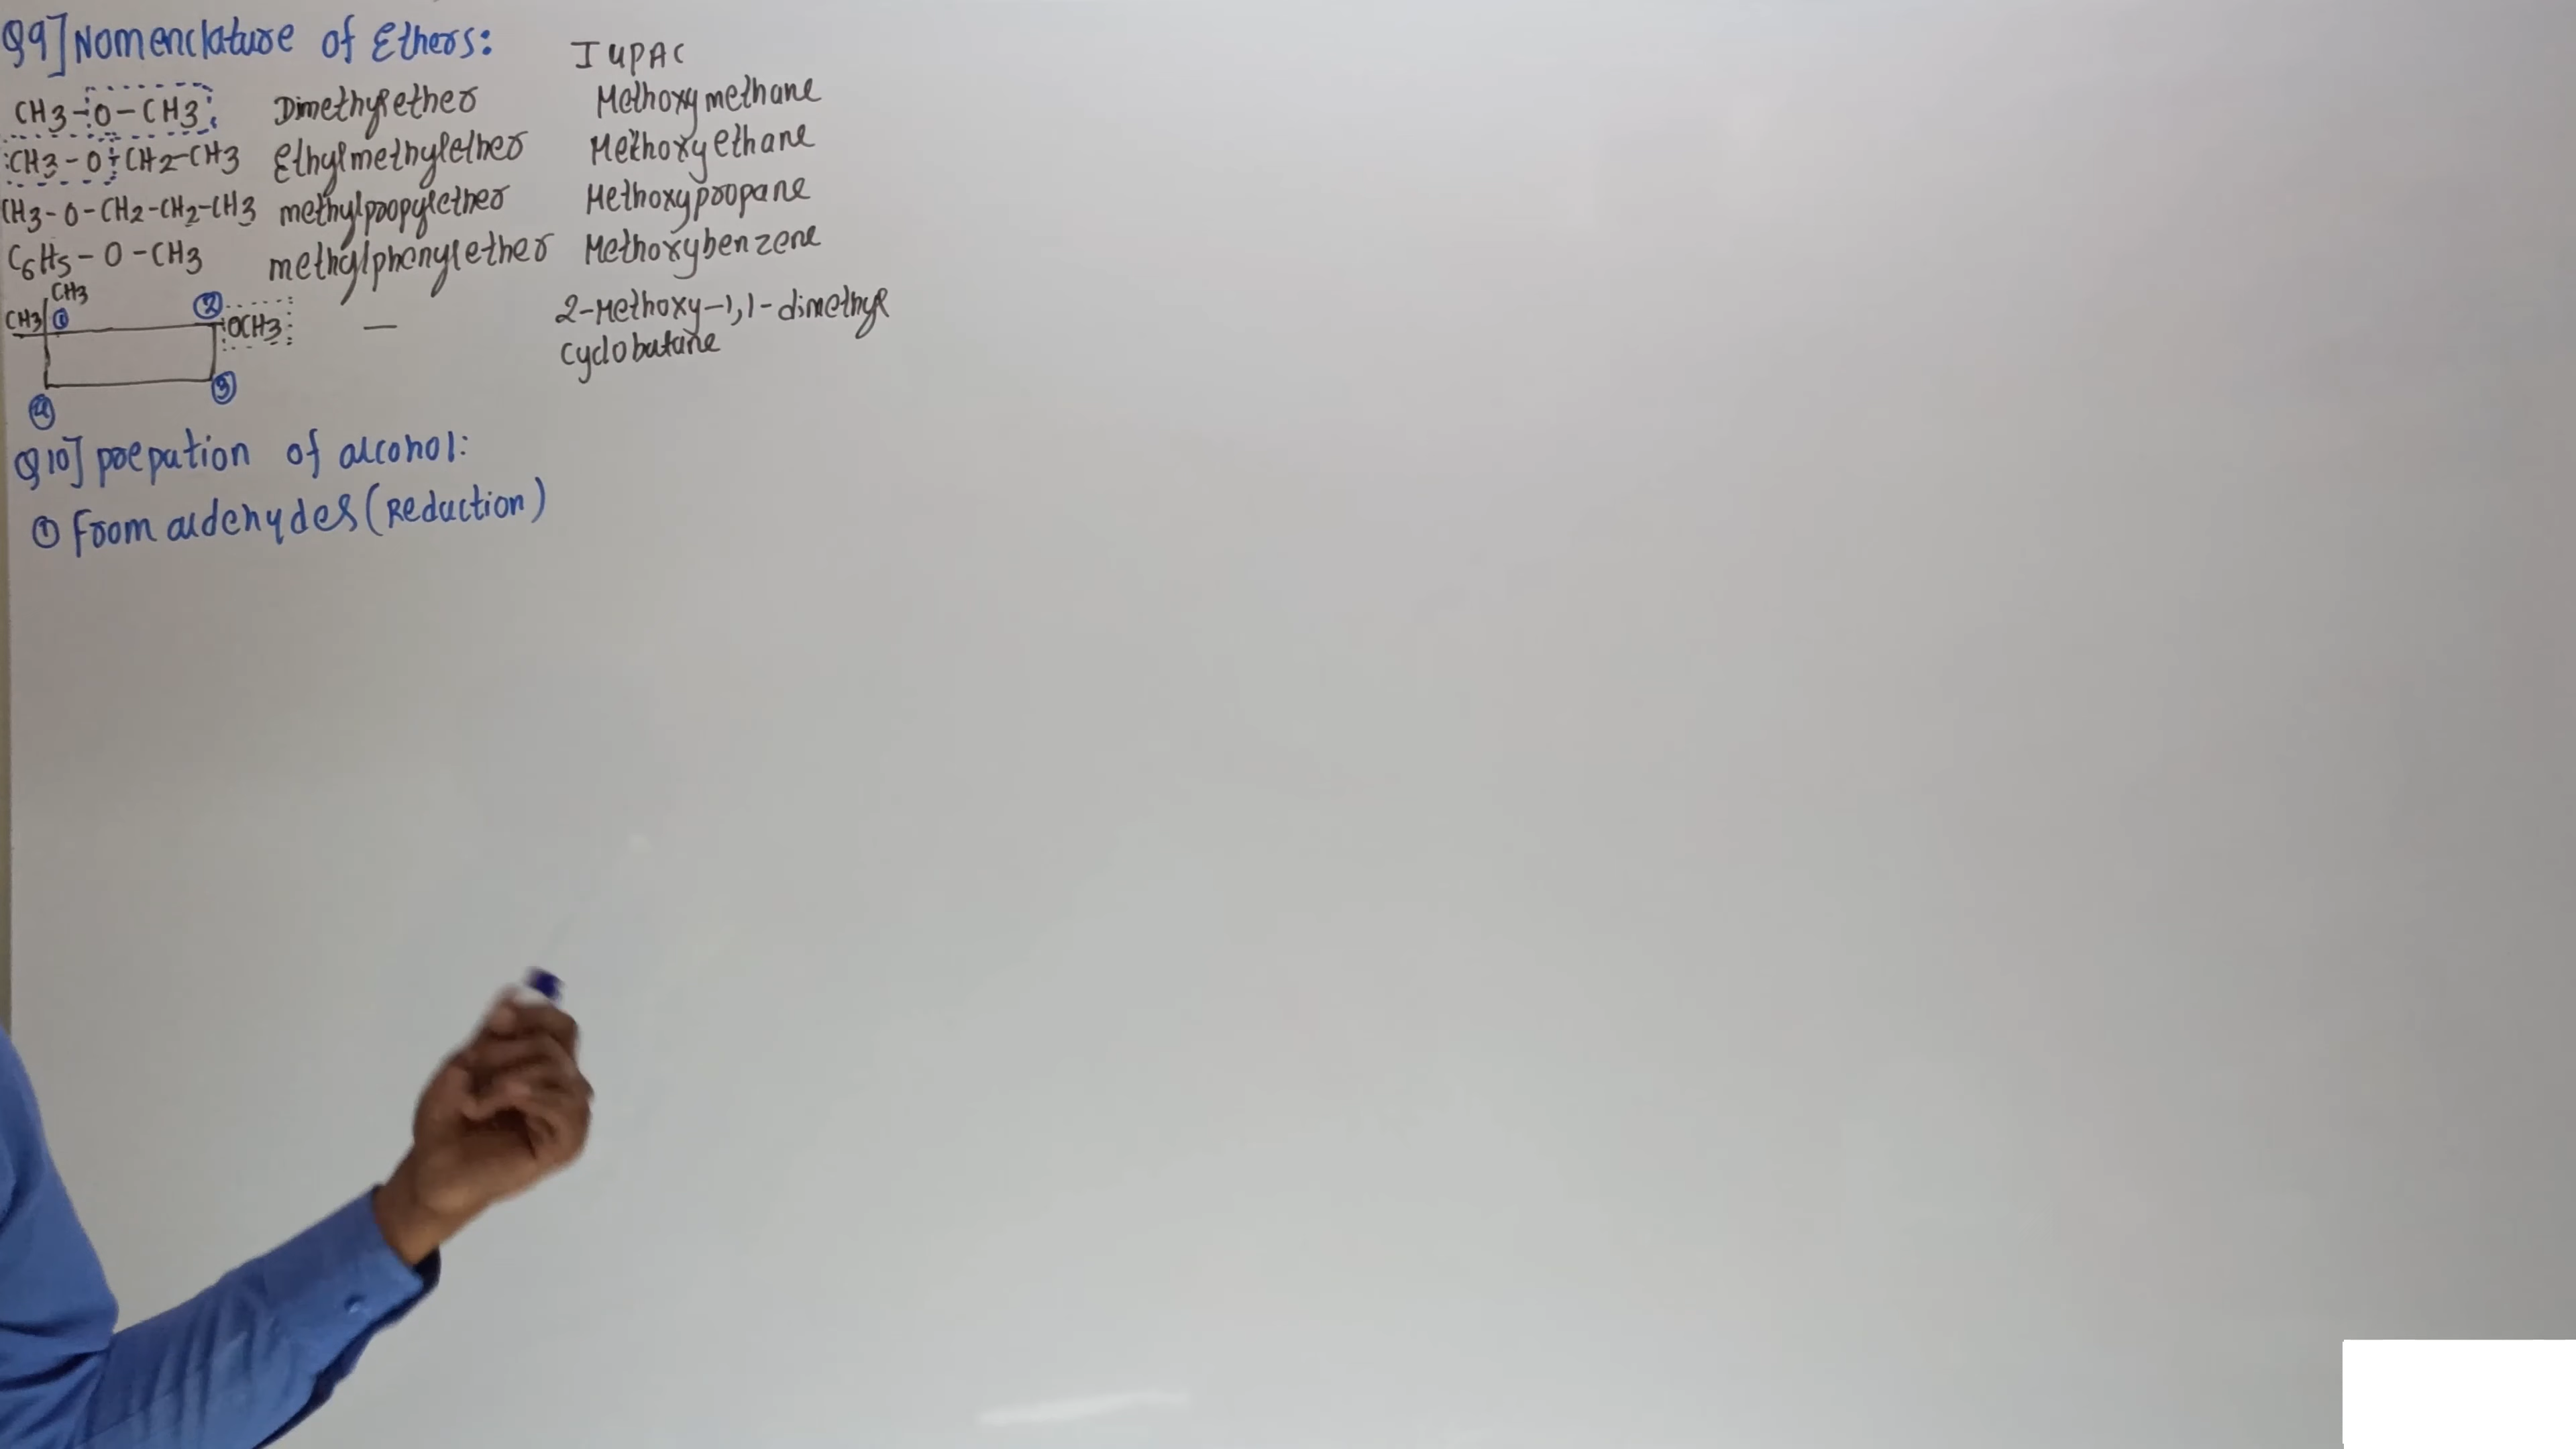 Q9] Nomenclature of Ethers:
IUPAC
CH3-O-CH3 Dimethylether Methoxymethane
CH3-O-CH2-CH3 Ethylmethylether Methoxyethane
CH3-O-CH2-CH2-CH3 methylpropylether Methoxypropane
C6H5-O-CH3 methylphenylether Methoxybenzene
CH3
CH3 ① ② OCH3 — 2-Methoxy-1,1-dimethyl
cyclobutane
④ ③
Q10] prepation of alcohol:
① From aldehydes (Reduction)